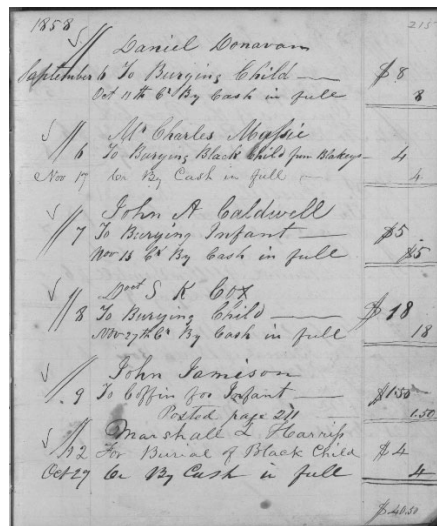 1858 215
Daniel Donavan
September 6 To Burying Child — $8
Oct 11th Cr By Cash in full 8
Mr Charles Massie
6 To Burying Black Child from Blakeys — 4
Nov 17 Cr By Cash in full — 4
John A Caldwell
7 To Burying Infant — $5
Nov 15 Cr By Cash in full $5
Doct S K Cox
8 To Burying Child — $18
Nov 27th Cr By Cash in full 18
John Jamison
9 To Coffin for Infant — $1.50
Posted page 211 1.50
Marshall L Harriss
12 For Burial of Black Child $4
Oct 27 Cr By Cash in full 4
$40.50